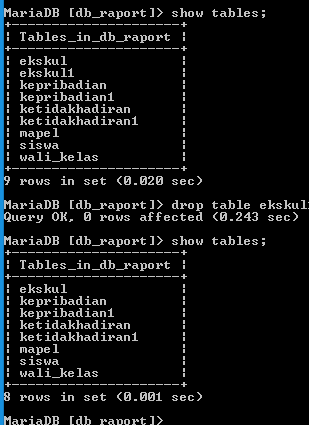 MariaDB [db_raport]> show tables;
+---------------------+
| Tables_in_db_raport |
+---------------------+
| ekskul              |
| ekskul1             |
| kepribadian         |
| kepribadian1        |
| ketidakhadiran      |
| ketidakhadiran1     |
| mapel               |
| siswa               |
| wali_kelas          |
+---------------------+
9 rows in set (0.020 sec)
MariaDB [db_raport]> drop table ekskul
Query OK, 0 rows affected (0.243 sec)
MariaDB [db_raport]> show tables;
+---------------------+
| Tables_in_db_raport |
+---------------------+
| ekskul              |
| kepribadian         |
| kepribadian1        |
| ketidakhadiran      |
| ketidakhadiran1     |
| mapel               |
| siswa               |
| wali_kelas          |
+---------------------+
8 rows in set (0.001 sec)
MariaDB [db_raport]>